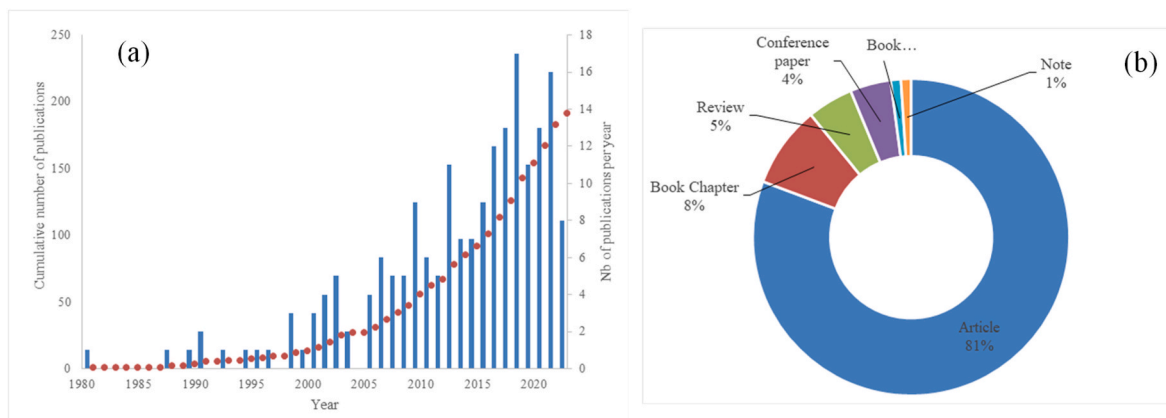 (a)
Cumulative number of publications
250
200
150
100
50
0
18
16
14
12
10
8
6
4
2
0
Nb of publications per year
1980
1985
1990
1995
2000
2005
2010
2015
2020
Year
(b)
Conference
paper
4%
Book...
Note
1%
Review
5%
Book Chapter
8%
Article
81%